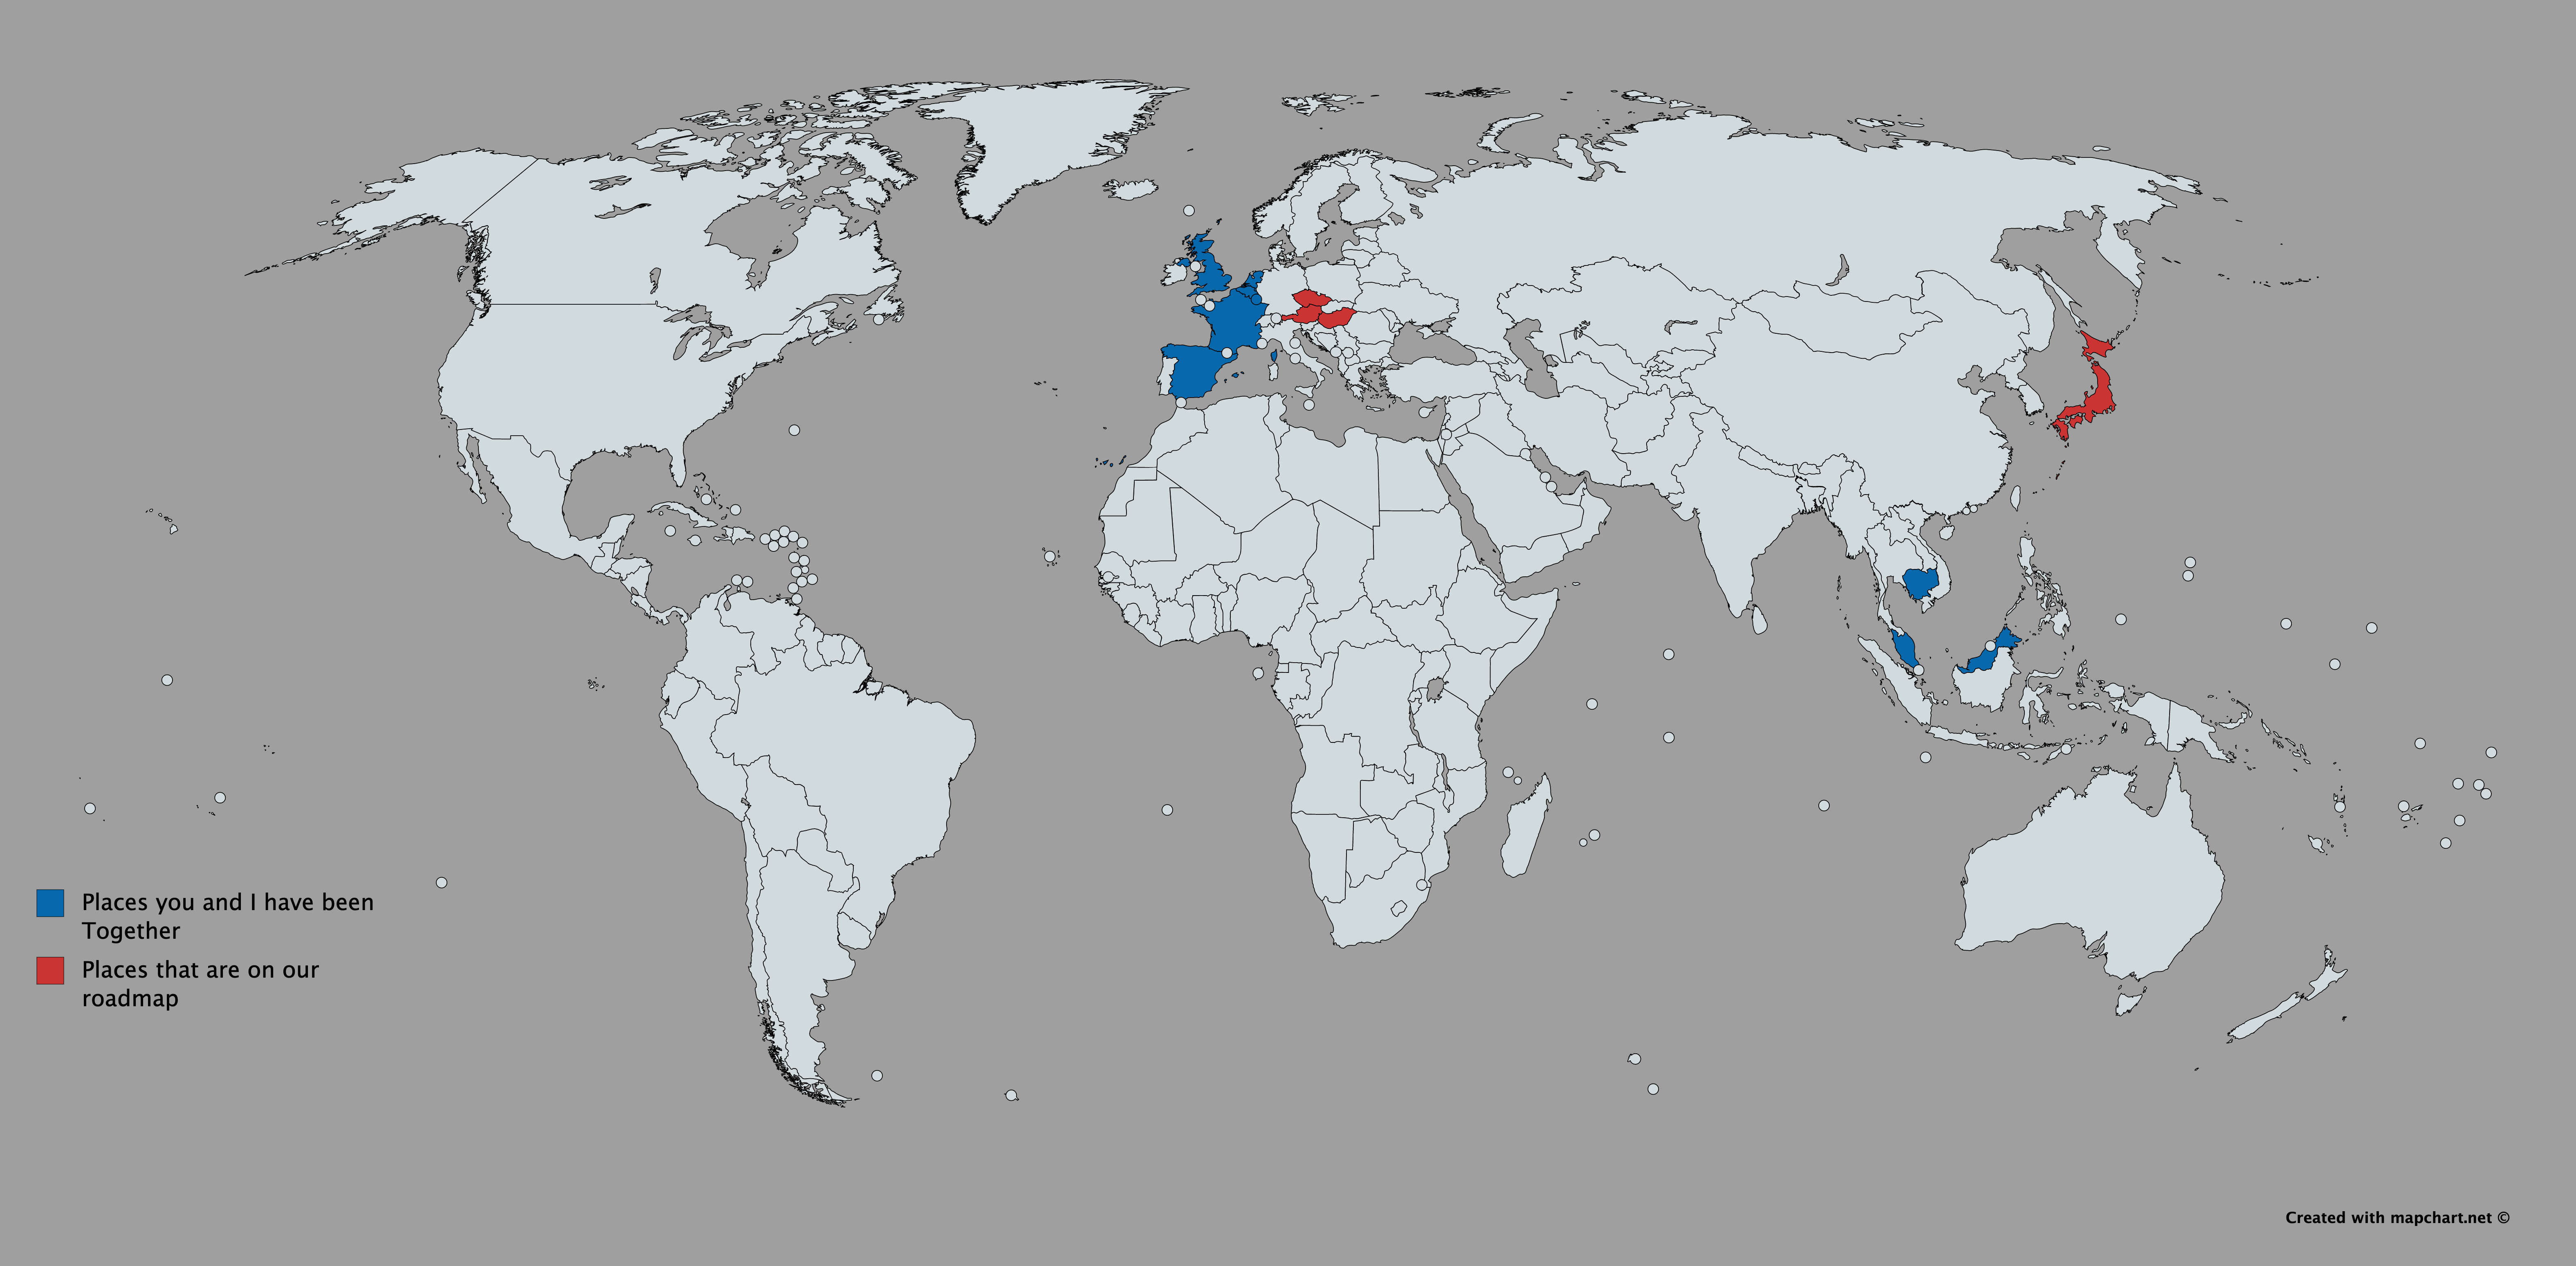 Places you and I have been
Together
Places that are on our
roadmap
Created with mapchart.net ©